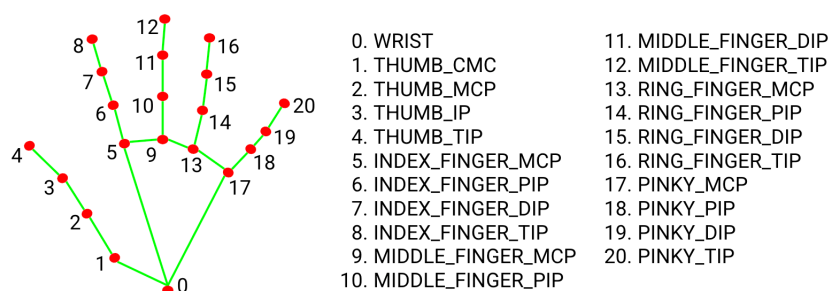 12
8
16
11
7
15
10
20
6
14
19
4
5
9
13
18
3
17
2
1
0
0. WRIST
1. THUMB_CMC
2. THUMB_MCP
3. THUMB_IP
4. THUMB_TIP
5. INDEX_FINGER_MCP
6. INDEX_FINGER_PIP
7. INDEX_FINGER_DIP
8. INDEX_FINGER_TIP
9. MIDDLE_FINGER_MCP
10. MIDDLE_FINGER_PIP
11. MIDDLE_FINGER_DIP
12. MIDDLE_FINGER_TIP
13. RING_FINGER_MCP
14. RING_FINGER_PIP
15. RING_FINGER_DIP
16. RING_FINGER_TIP
17. PINKY_MCP
18. PINKY_PIP
19. PINKY_DIP
20. PINKY_TIP